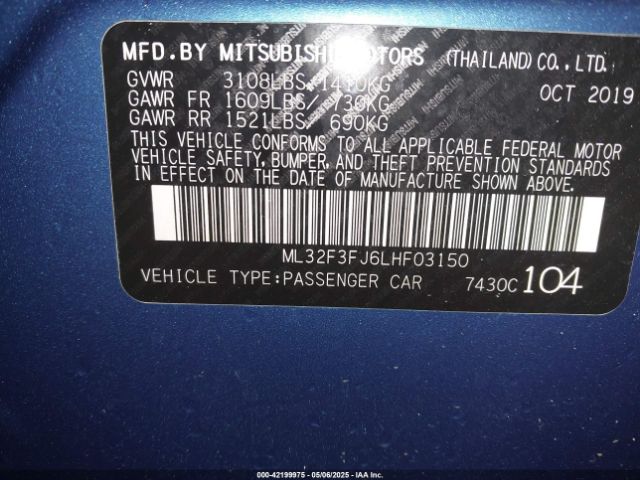 MFD.BY MITSUBISHI MOTORS (THAILAND) CO., LTD.
GVWR 3108LBS/1410KG OCT 2019
GAWR FR 1609LBS/ 730KG
GAWR RR 1521LBS/ 690KG
THIS VEHICLE CONFORMS TO ALL APPLICABLE FEDERAL MOTOR
VEHICLE SAFETY, BUMPER, AND THEFT PREVENTION STANDARDS
IN EFFECT ON THE DATE OF MANUFACTURE SHOWN ABOVE.
ML32F3FJ6LHF03150
VEHICLE TYPE:PASSENGER CAR 7430C 104
000-42199975 - 05/06/2025 - IAA Inc.